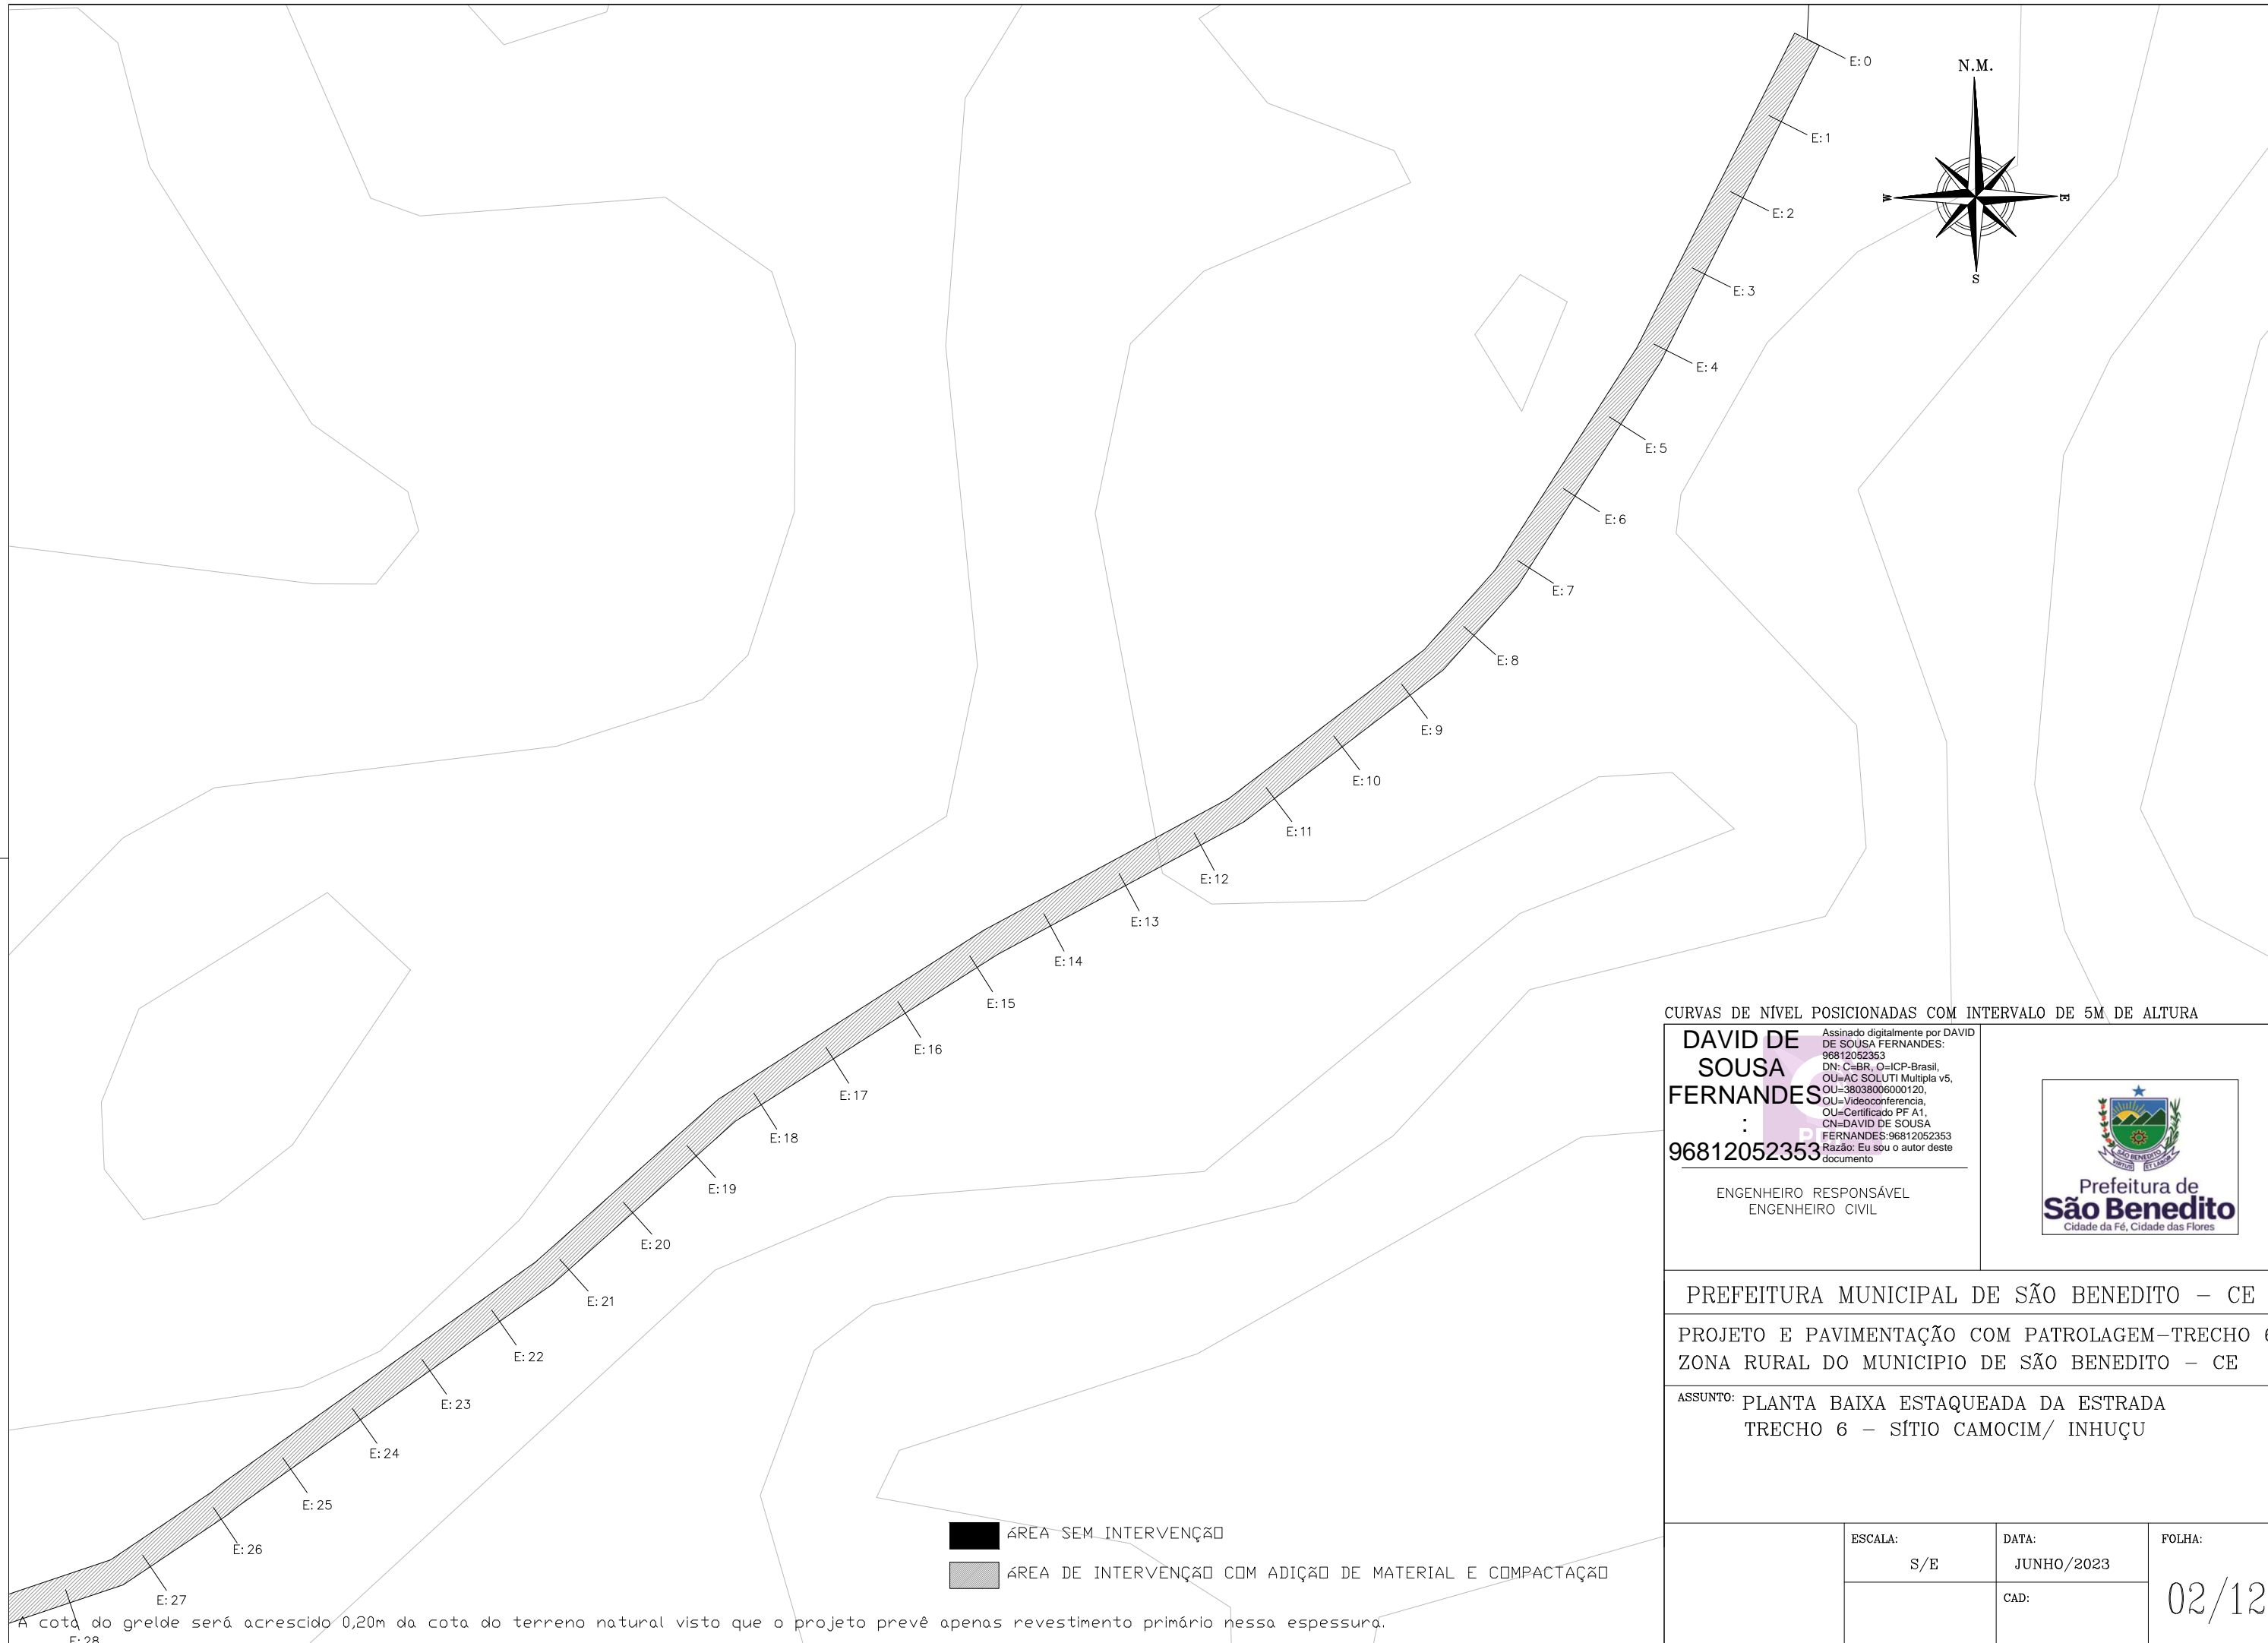 N.M.
W
E
S
E:0
E:1
E:2
E:3
E:4
E:5
E:6
E:7
E:8
E:9
E:10
E:11
E:12
E:13
E:14
E:15
E:16
E:17
E:18
E:19
E:20
E:21
E:22
E:23
E:24
E:25
E:26
E:27
E:28
ÁREA SEM INTERVENÇÃO
ÁREA DE INTERVENÇÃO COM ADIÇÃO DE MATERIAL E COMPACTAÇÃO
A cota do grelde será acrescido 0,20m da cota do terreno natural visto que o projeto prevê apenas revestimento primário nessa espessura.
CURVAS DE NÍVEL POSICIONADAS COM INTERVALO DE 5M DE ALTURA
DAVID DE
SOUSA
FERNANDES
:
96812052353
Assinado digitalmente por DAVID
DE SOUSA FERNANDES:
96812052353
DN: C=BR, O=ICP-Brasil,
OU=AC SOLUTI Multipla v5,
OU=38038006000120,
OU=Videoconferencia,
OU=Certificado PF A1,
CN=DAVID DE SOUSA
FERNANDES:96812052353
Razão: Eu sou o autor deste
documento
ENGENHEIRO RESPONSÁVEL
ENGENHEIRO CIVIL
SÃO BENEDITO
VIRTUS ET LABOR
Prefeitura de
São Benedito
Cidade da Fé, Cidade das Flores
PREFEITURA MUNICIPAL DE SÃO BENEDITO – CE
PROJETO E PAVIMENTAÇÃO COM PATROLAGEM–TRECHO 6
ZONA RURAL DO MUNICIPIO DE SÃO BENEDITO – CE
ASSUNTO: PLANTA BAIXA ESTAQUEADA DA ESTRADA
TRECHO 6 – SÍTIO CAMOCIM/ INHUÇU
ESCALA:
S/E
DATA:
JUNHO/2023
CAD:
FOLHA:
02/12